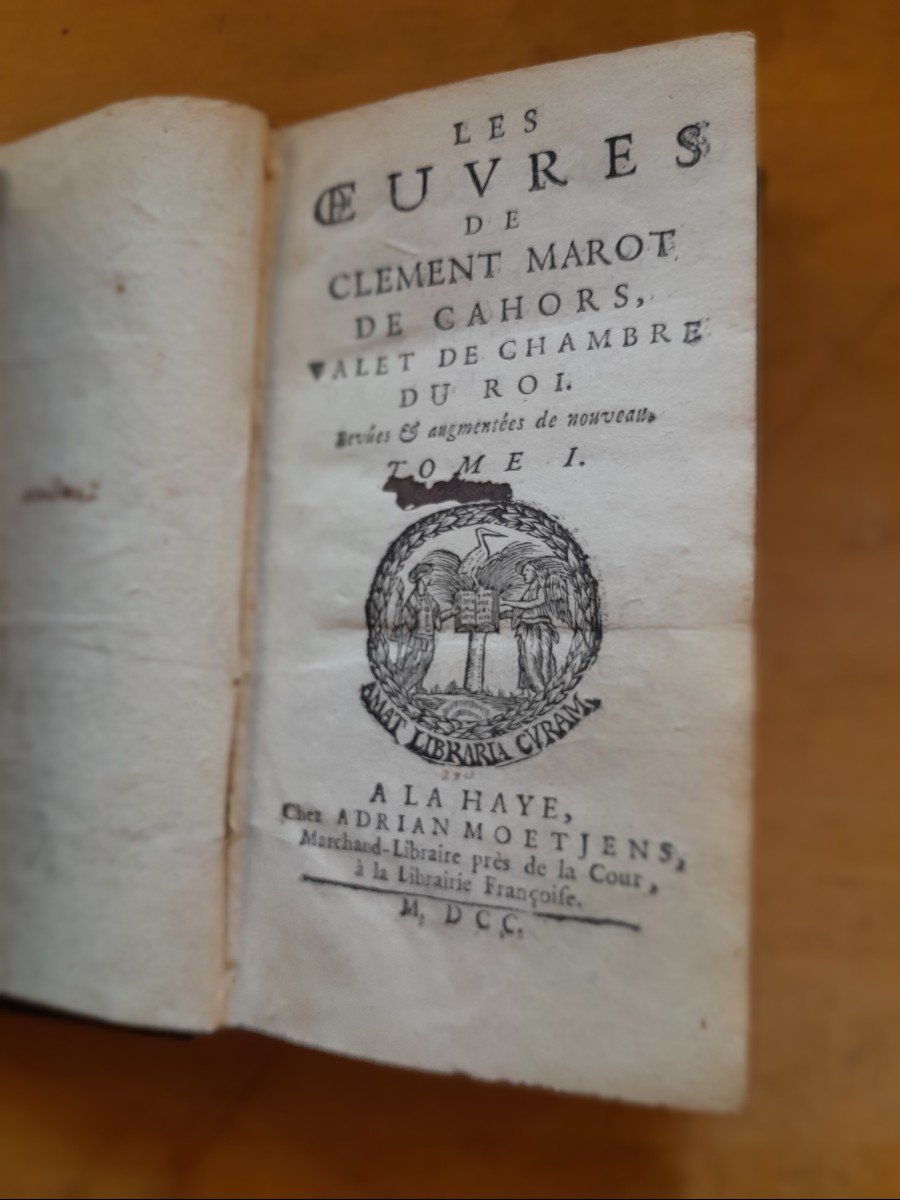 LES
ŒUVRES
DE
CLEMENT MAROT
DE CAHORS,
VALET DE CHAMBRE
DU ROI.
Revûes & augmentées de nouveau.
TOME I.
AMAT LIBRARIA CVRAM
A LA HAYE,
Chez ADRIAN MOETJENS,
Marchand-Libraire près de la Cour,
à la Librairie Françoiſe.
M. DCC.